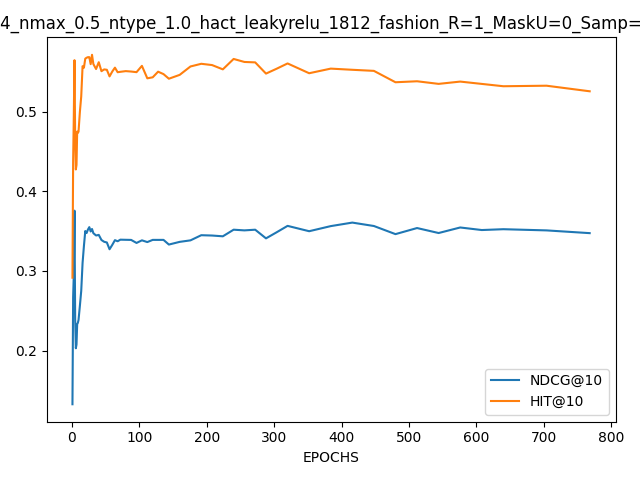 4_nmax_0.5_ntype_1.0_hact_leakyrelu_1812_fashion_R=1_MaskU=0_Samp=
0.5
0.4
0.3
0.2
NDCG@10
HIT@10
0 100 200 300 400 500 600 700 800
EPOCHS